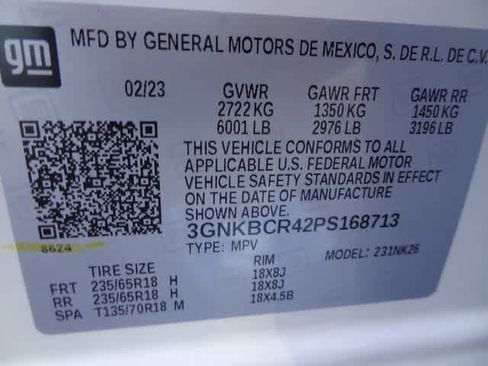 gm
MFD BY GENERAL MOTORS DE MEXICO, S. DE R.L. DE C.V.
02/23 GVWR GAWR FRT GAWR RR
2722 KG 1350 KG 1450 KG
6001 LB 2976 LB 3196 LB
THIS VEHICLE CONFORMS TO ALL
APPLICABLE U.S. FEDERAL MOTOR
VEHICLE SAFETY STANDARDS IN EFFECT
ON THE DATE OF MANUFACTURE
SHOWN ABOVE.
3GNKBCR42PS168713
8624
TYPE: MPV MODEL: 231NK26
TIRE SIZE RIM
FRT 235/65R18 H 18X8J
RR 235/65R18 H 18X8J
SPA T135/70R18 M 18X4.5B